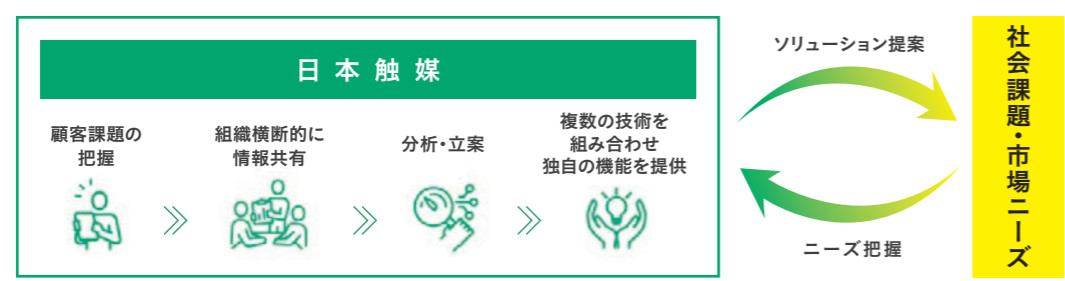 日本触媒
顧客課題の
把握
組織横断的に
情報共有
分析・立案
複数の技術を
組み合わせ
独自の機能を提供
ソリューション提案
ニーズ把握
社会課題・市場ニーズ